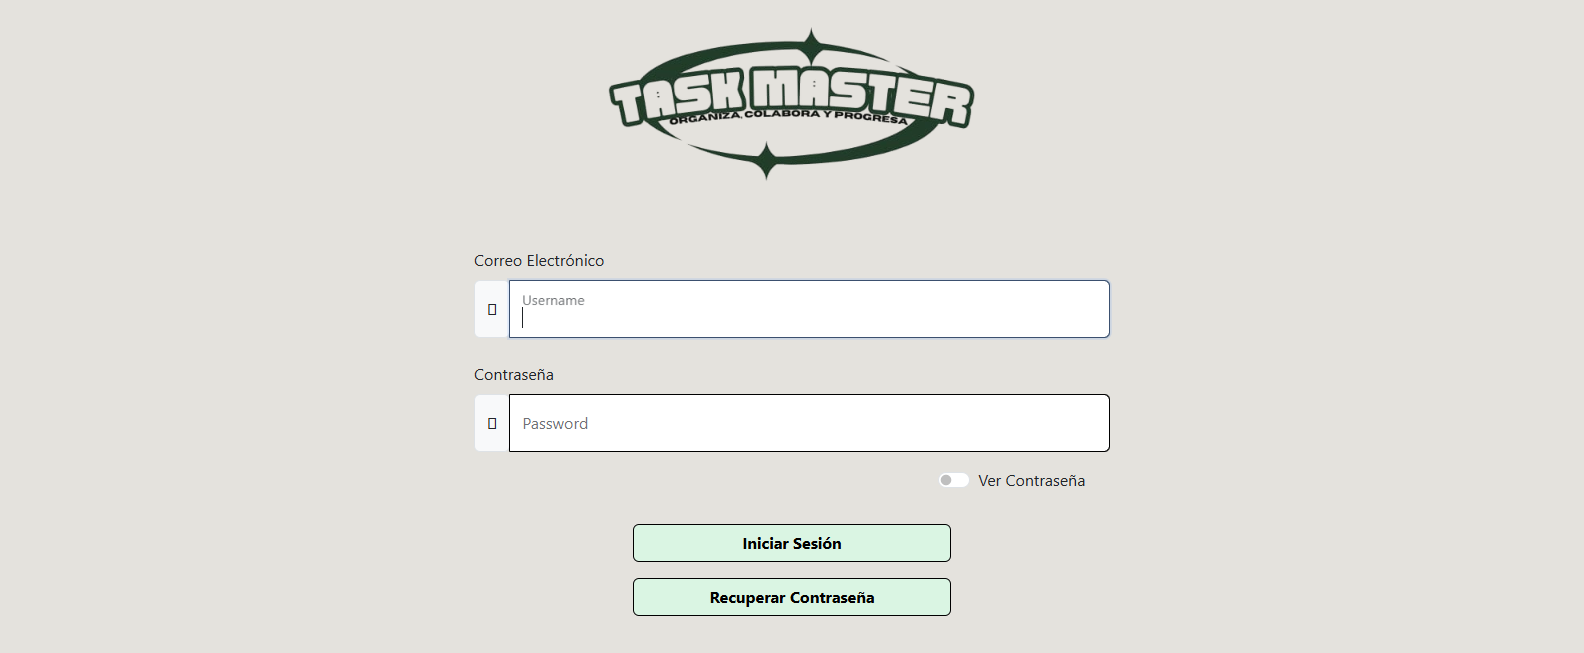 TASK MASTER
ORGANIZA, COLABORA Y PROGRESA
Correo Electrónico
Username
Contraseña
Password
Ver Contraseña
Iniciar Sesión
Recuperar Contraseña